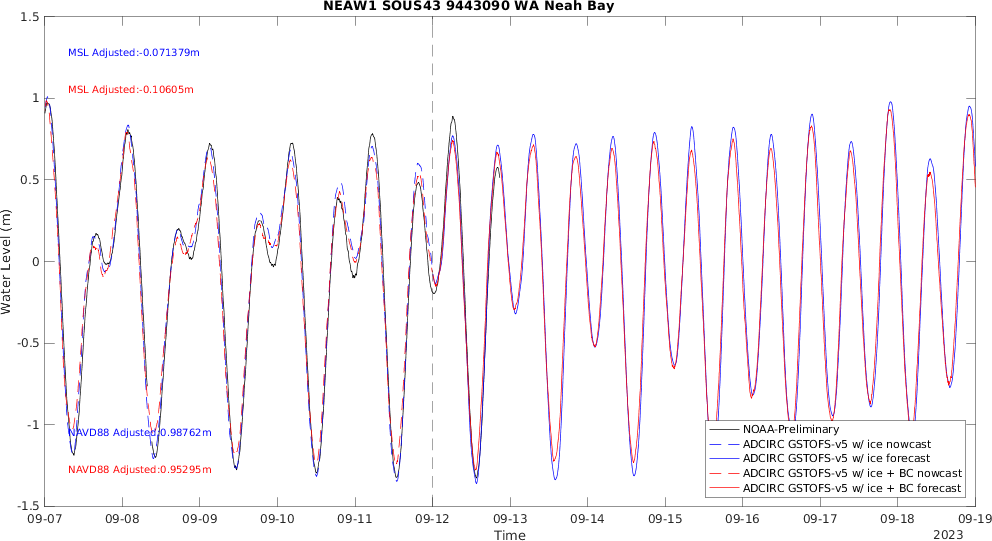 NEAW1 SOUS43 9443090 WA Neah Bay
1.5
1
0.5
0
-0.5
-1
-1.5
Water Level (m)
MSL Adjusted:-0.071379m
MSL Adjusted:-0.10605m
NAVD88 Adjusted:0.98762m
NAVD88 Adjusted:0.95295m
NOAA-Preliminary
ADCIRC GSTOFS-v5 w/ ice nowcast
ADCIRC GSTOFS-v5 w/ ice forecast
ADCIRC GSTOFS-v5 w/ ice + BC nowcast
ADCIRC GSTOFS-v5 w/ ice + BC forecast
09-07 09-08 09-09 09-10 09-11 09-12 09-13 09-14 09-15 09-16 09-17 09-18 09-19
Time
2023